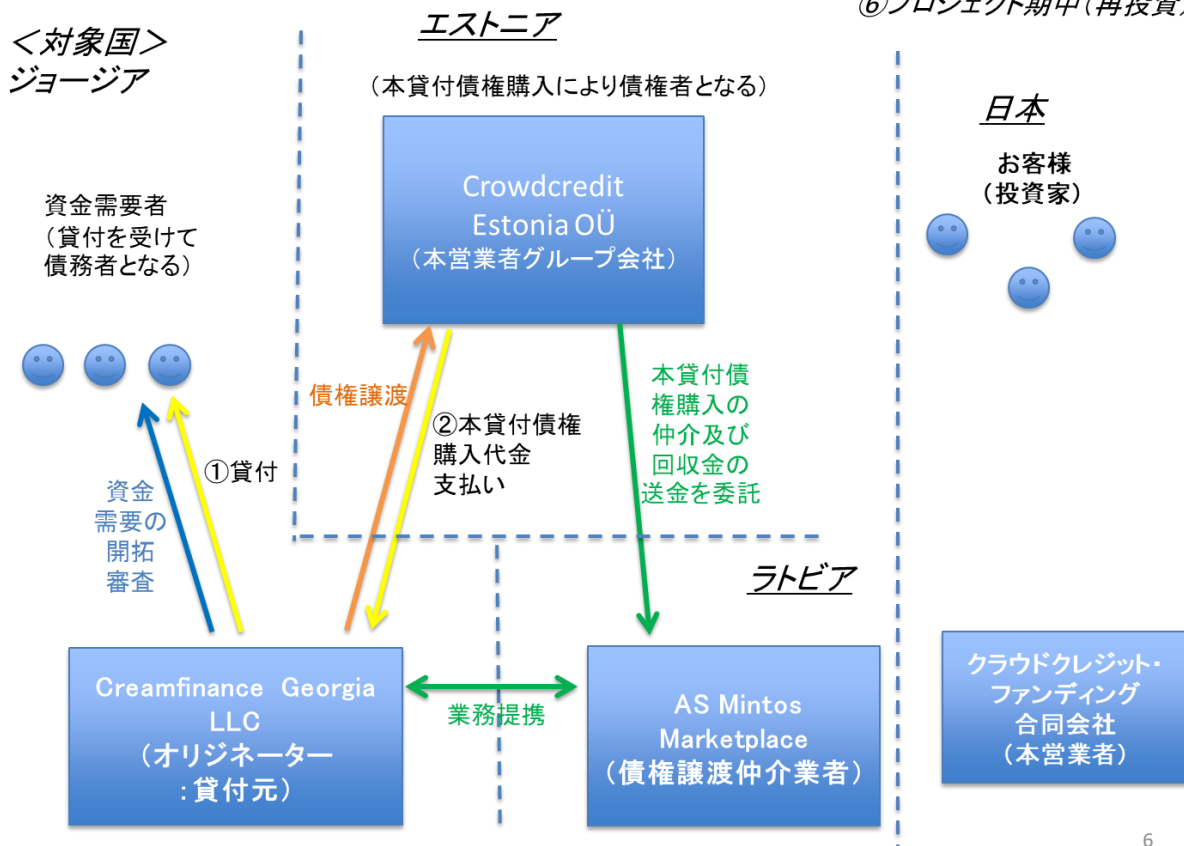 ⑥プロジェクト期中(再投資)
<対象国>
ジョージア
エストニア
(本貸付債権購入により債権者となる)
日本
お客様
(投資家)
資金需要者
(貸付を受けて
債務者となる)
Crowdcredit
Estonia OÜ
(本営業者グループ会社)
債権譲渡
②本貸付債権
購入代金
支払い
本貸付債
権購入の
仲介及び
回収金の
送金を委託
①貸付
資金
需要の
開拓
審査
ラトビア
Creamfinance Georgia
LLC
(オリジネーター
:貸付元)
業務提携
AS Mintos
Marketplace
(債権譲渡仲介業者)
クラウドクレジット・
ファンディング
合同会社
(本営業者)
6